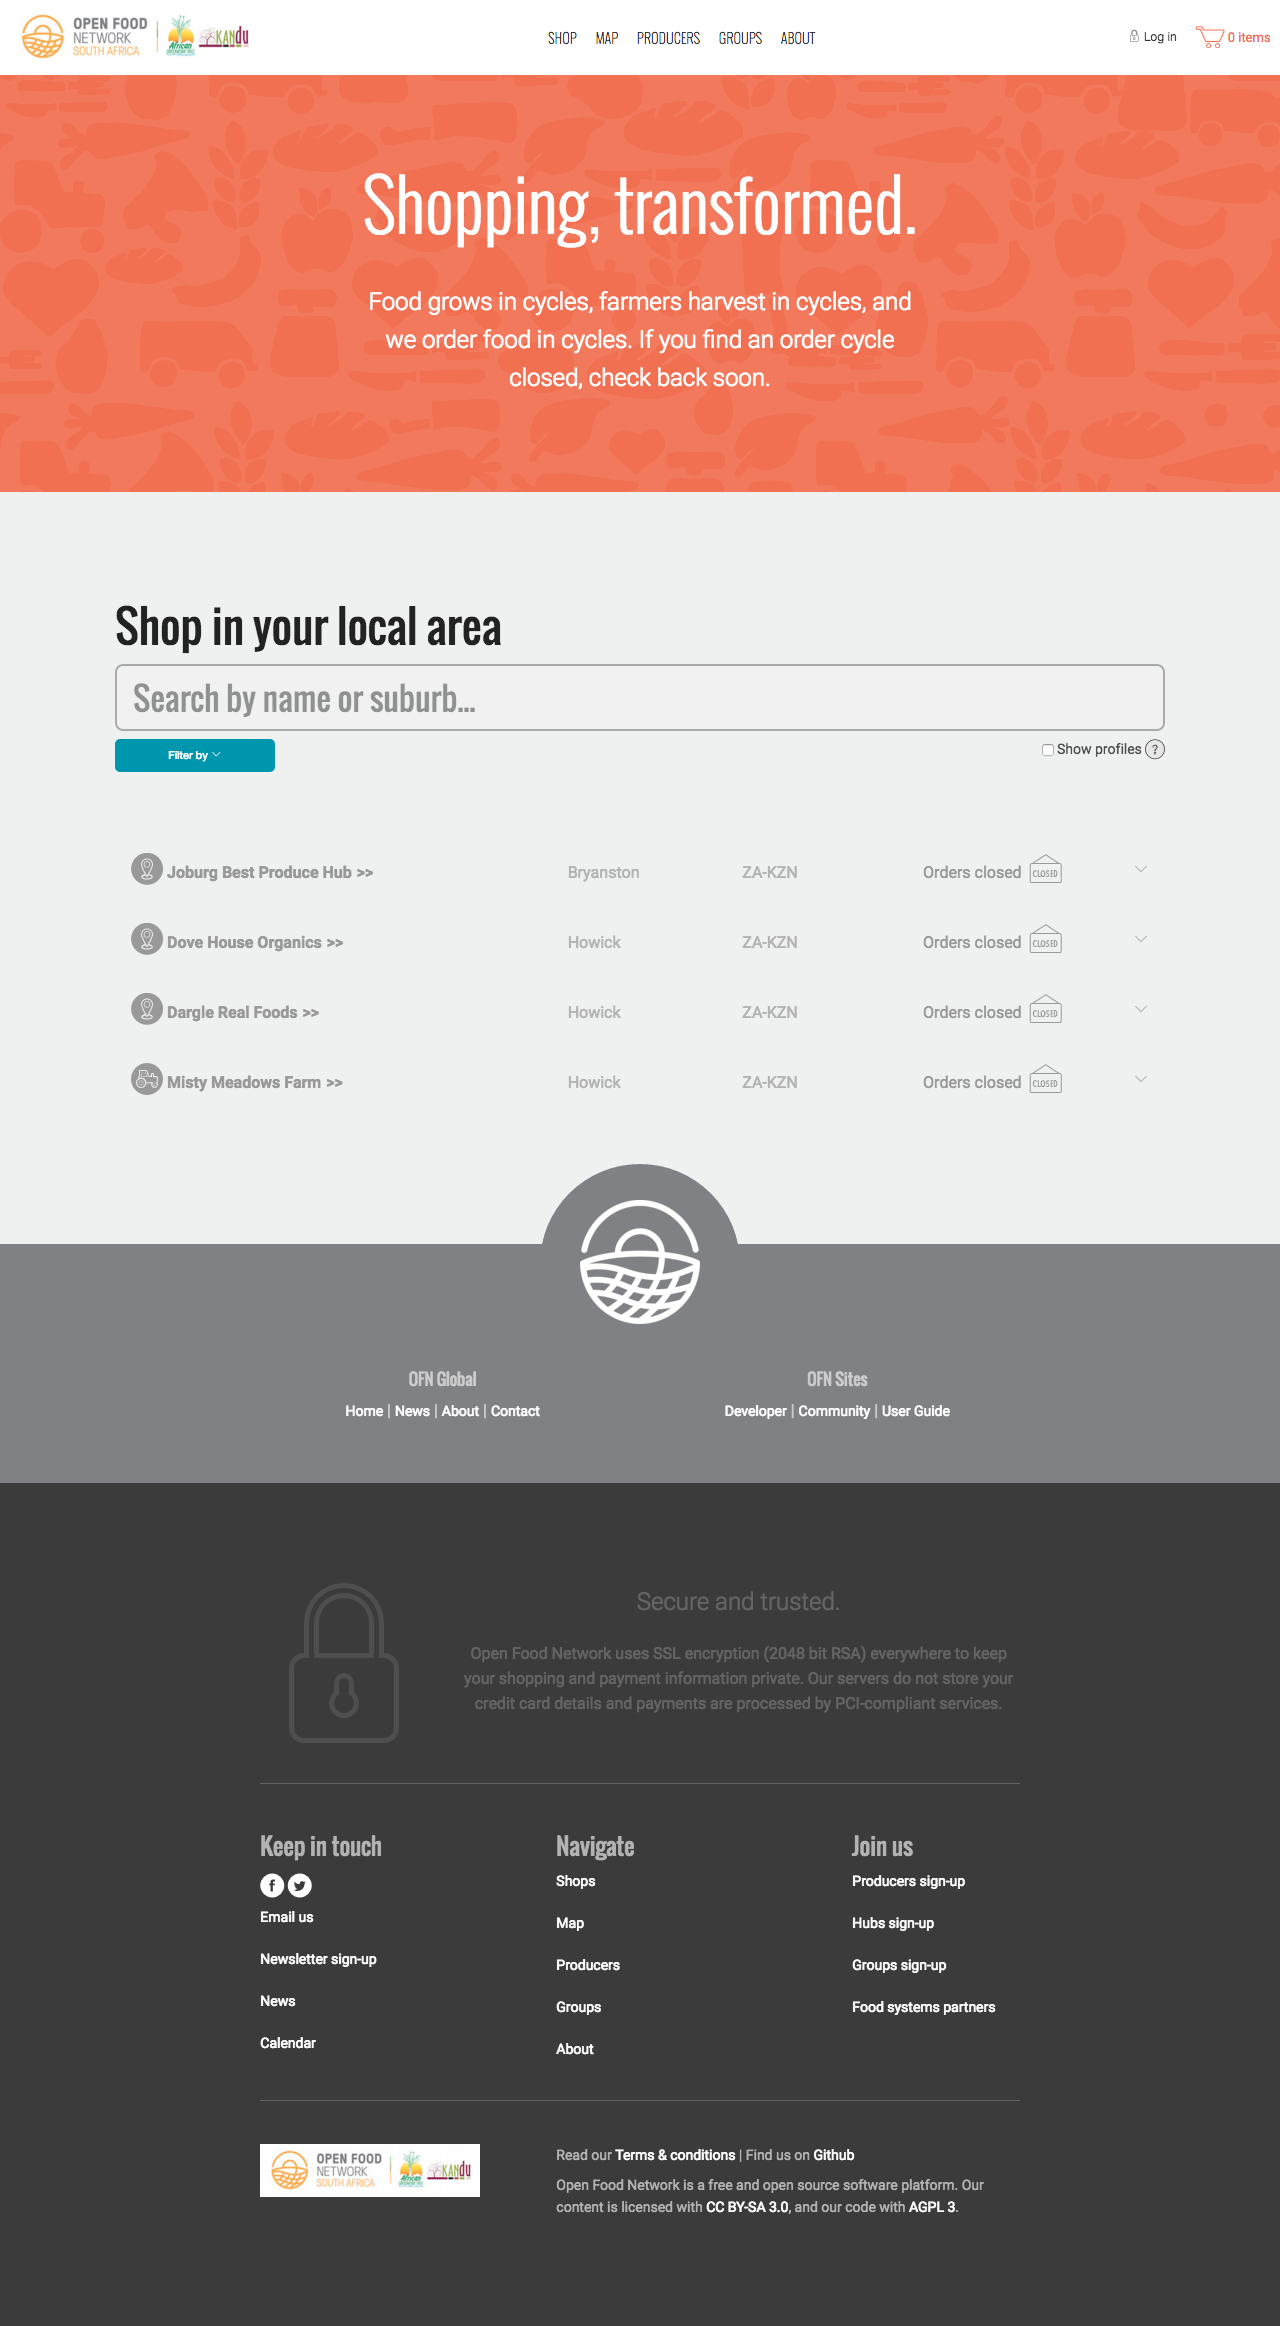 OPEN FOOD
NETWORK
SOUTH AFRICA
African
KANdu
SHOP MAP PRODUCERS GROUPS ABOUT
Log in
0 items
Shopping, transformed.
Food grows in cycles, farmers harvest in cycles, and
we order food in cycles. If you find an order cycle
closed, check back soon.
Shop in your local area
Search by name or suburb...
Filter by
Show profiles ?
Joburg Best Produce Hub >> Bryanston ZA-KZN Orders closed CLOSED
Dove House Organics >> Howick ZA-KZN Orders closed CLOSED
Dargle Real Foods >> Howick ZA-KZN Orders closed CLOSED
Misty Meadows Farm >> Howick ZA-KZN Orders closed CLOSED
OFN Global
Home | News | About | Contact
OFN Sites
Developer | Community | User Guide
Secure and trusted.
Open Food Network uses SSL encryption (2048 bit RSA) everywhere to keep
your shopping and payment information private. Our servers do not store your
credit card details and payments are processed by PCI-compliant services.
Keep in touch
Email us
Newsletter sign-up
News
Calendar
Navigate
Shops
Map
Producers
Groups
About
Join us
Producers sign-up
Hubs sign-up
Groups sign-up
Food systems partners
OPEN FOOD
NETWORK
SOUTH AFRICA
African
KANdu
Read our Terms & conditions | Find us on Github
Open Food Network is a free and open source software platform. Our
content is licensed with CC BY-SA 3.0, and our code with AGPL 3.